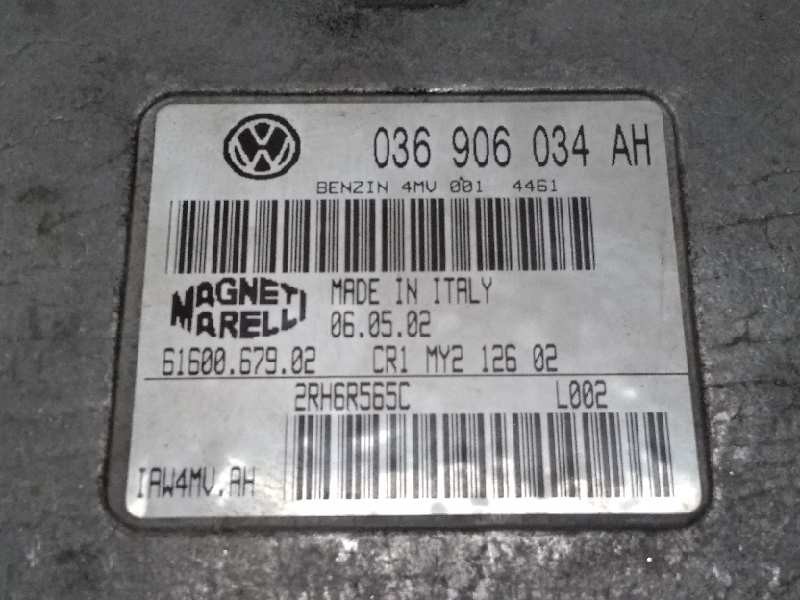 036 906 034 AH
BENZIN 4MV 001 4461
MAGNETI MARELLI
MADE IN ITALY
06.05.02
61600.679.02 CR1 MY2 126 02
2RH6R565C L002
IAW4MV.AH